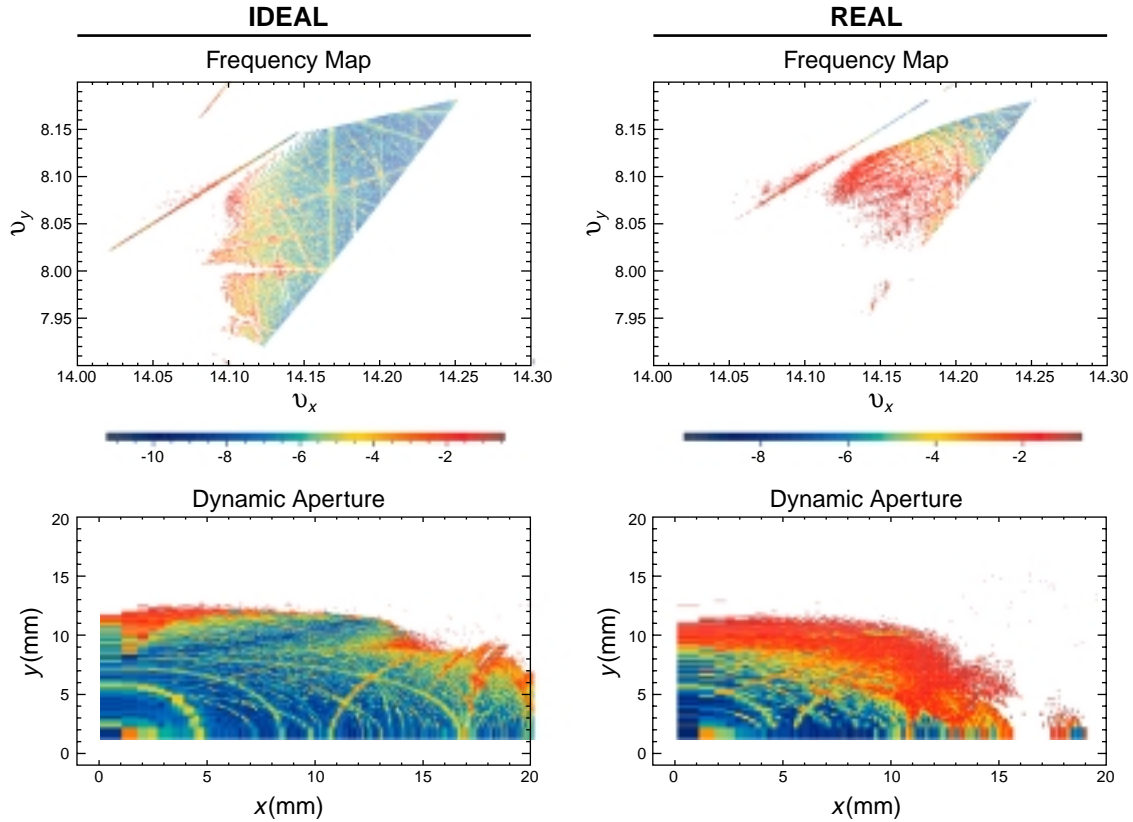 IDEAL
REAL
Frequency Map
Frequency Map
8.15
8.10
8.05
8.00
7.95
υy
14.00 14.05 14.10 14.15 14.20 14.25 14.30
υx
8.15
8.10
8.05
8.00
7.95
υy
14.00 14.05 14.10 14.15 14.20 14.25 14.30
υx
-10 -8 -6 -4 -2
-8 -6 -4 -2
Dynamic Aperture
Dynamic Aperture
20
15
10
5
0
y(mm)
0 5 10 15 20
x(mm)
20
15
10
5
0
y(mm)
0 5 10 15 20
x(mm)